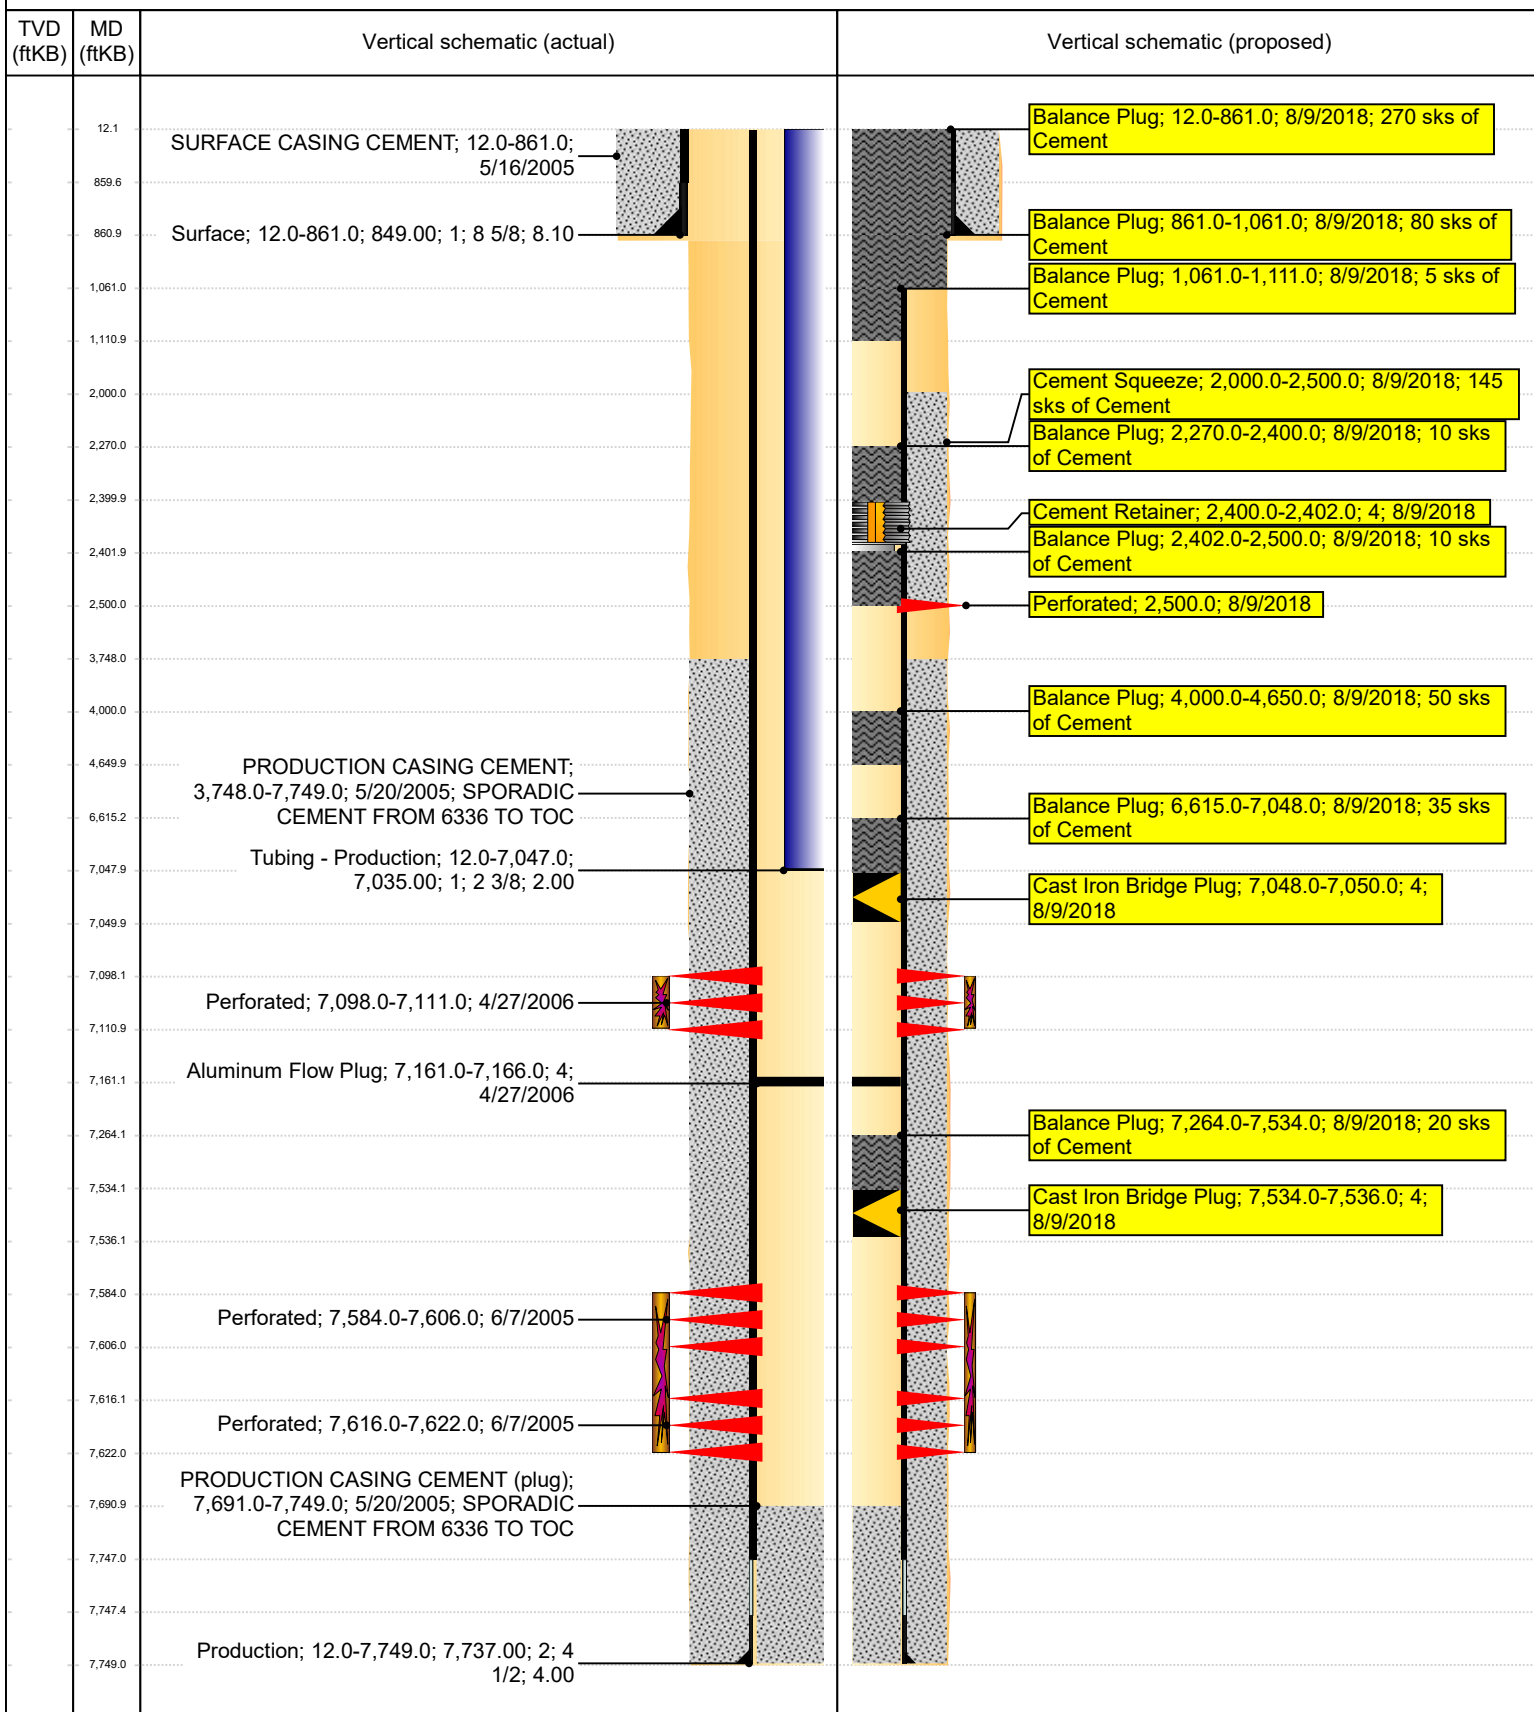 TVD
(ftKB)
MD
(ftKB)
Vertical schematic (actual)
Vertical schematic (proposed)
12.1
859.6
860.9
1,061.0
1,110.9
2,000.0
2,270.0
2,399.9
2,401.9
2,500.0
3,748.0
4,000.0
4,649.9
6,615.2
7,047.9
7,049.9
7,098.1
7,110.9
7,161.1
7,264.1
7,534.1
7,536.1
7,584.0
7,606.0
7,616.1
7,622.0
7,690.9
7,747.0
7,747.4
7,749.0
SURFACE CASING CEMENT; 12.0-861.0;
5/16/2005
Surface; 12.0-861.0; 849.00; 1; 8 5/8; 8.10
PRODUCTION CASING CEMENT;
3,748.0-7,749.0; 5/20/2005; SPORADIC
CEMENT FROM 6336 TO TOC
Tubing - Production; 12.0-7,047.0;
7,035.00; 1; 2 3/8; 2.00
Perforated; 7,098.0-7,111.0; 4/27/2006
Aluminum Flow Plug; 7,161.0-7,166.0; 4;
4/27/2006
Perforated; 7,584.0-7,606.0; 6/7/2005
Perforated; 7,616.0-7,622.0; 6/7/2005
PRODUCTION CASING CEMENT (plug);
7,691.0-7,749.0; 5/20/2005; SPORADIC
CEMENT FROM 6336 TO TOC
Production; 12.0-7,749.0; 7,737.00; 2; 4
1/2; 4.00
Balance Plug; 12.0-861.0; 8/9/2018; 270 sks of
Cement
Balance Plug; 861.0-1,061.0; 8/9/2018; 80 sks of
Cement
Balance Plug; 1,061.0-1,111.0; 8/9/2018; 5 sks of
Cement
Cement Squeeze; 2,000.0-2,500.0; 8/9/2018; 145
sks of Cement
Balance Plug; 2,270.0-2,400.0; 8/9/2018; 10 sks
of Cement
Cement Retainer; 2,400.0-2,402.0; 4; 8/9/2018
Balance Plug; 2,402.0-2,500.0; 8/9/2018; 10 sks
of Cement
Perforated; 2,500.0; 8/9/2018
Balance Plug; 4,000.0-4,650.0; 8/9/2018; 50 sks
of Cement
Balance Plug; 6,615.0-7,048.0; 8/9/2018; 35 sks
of Cement
Cast Iron Bridge Plug; 7,048.0-7,050.0; 4;
8/9/2018
Balance Plug; 7,264.0-7,534.0; 8/9/2018; 20 sks
of Cement
Cast Iron Bridge Plug; 7,534.0-7,536.0; 4;
8/9/2018